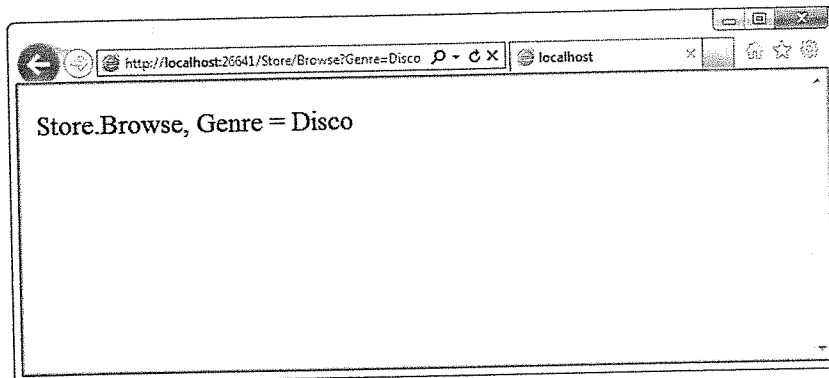 http://localhost:26641/Store/Browse?Genre=Disco
localhost
Store.Browse, Genre = Disco